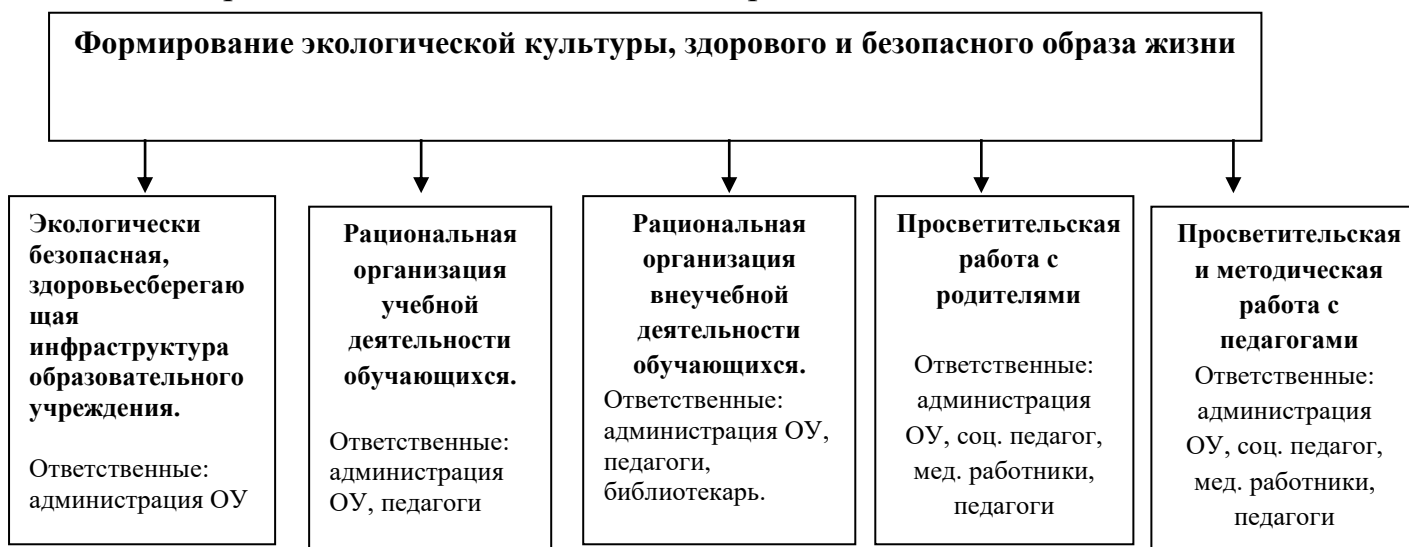 Формирование экологической культуры, здорового и безопасного образа жизни
Экологически
безопасная,
здоровьесберегаю
щая
инфраструктура
образовательного
учреждения.
Ответственные:
администрация ОУ
Рациональная
организация
учебной
деятельности
обучающихся.
Ответственные:
администрация
ОУ, педагоги
Рациональная
организация
внеучебной
деятельности
обучающихся.
Ответственные:
администрация ОУ,
педагоги,
библиотекарь.
Просветительская
работа с
родителями
Ответственные:
администрация
ОУ, соц. педагог,
мед. работники,
педагоги
Просветительская
и методическая
работа с
педагогами
Ответственные:
администрация
ОУ, соц. педагог,
мед. работники,
педагоги